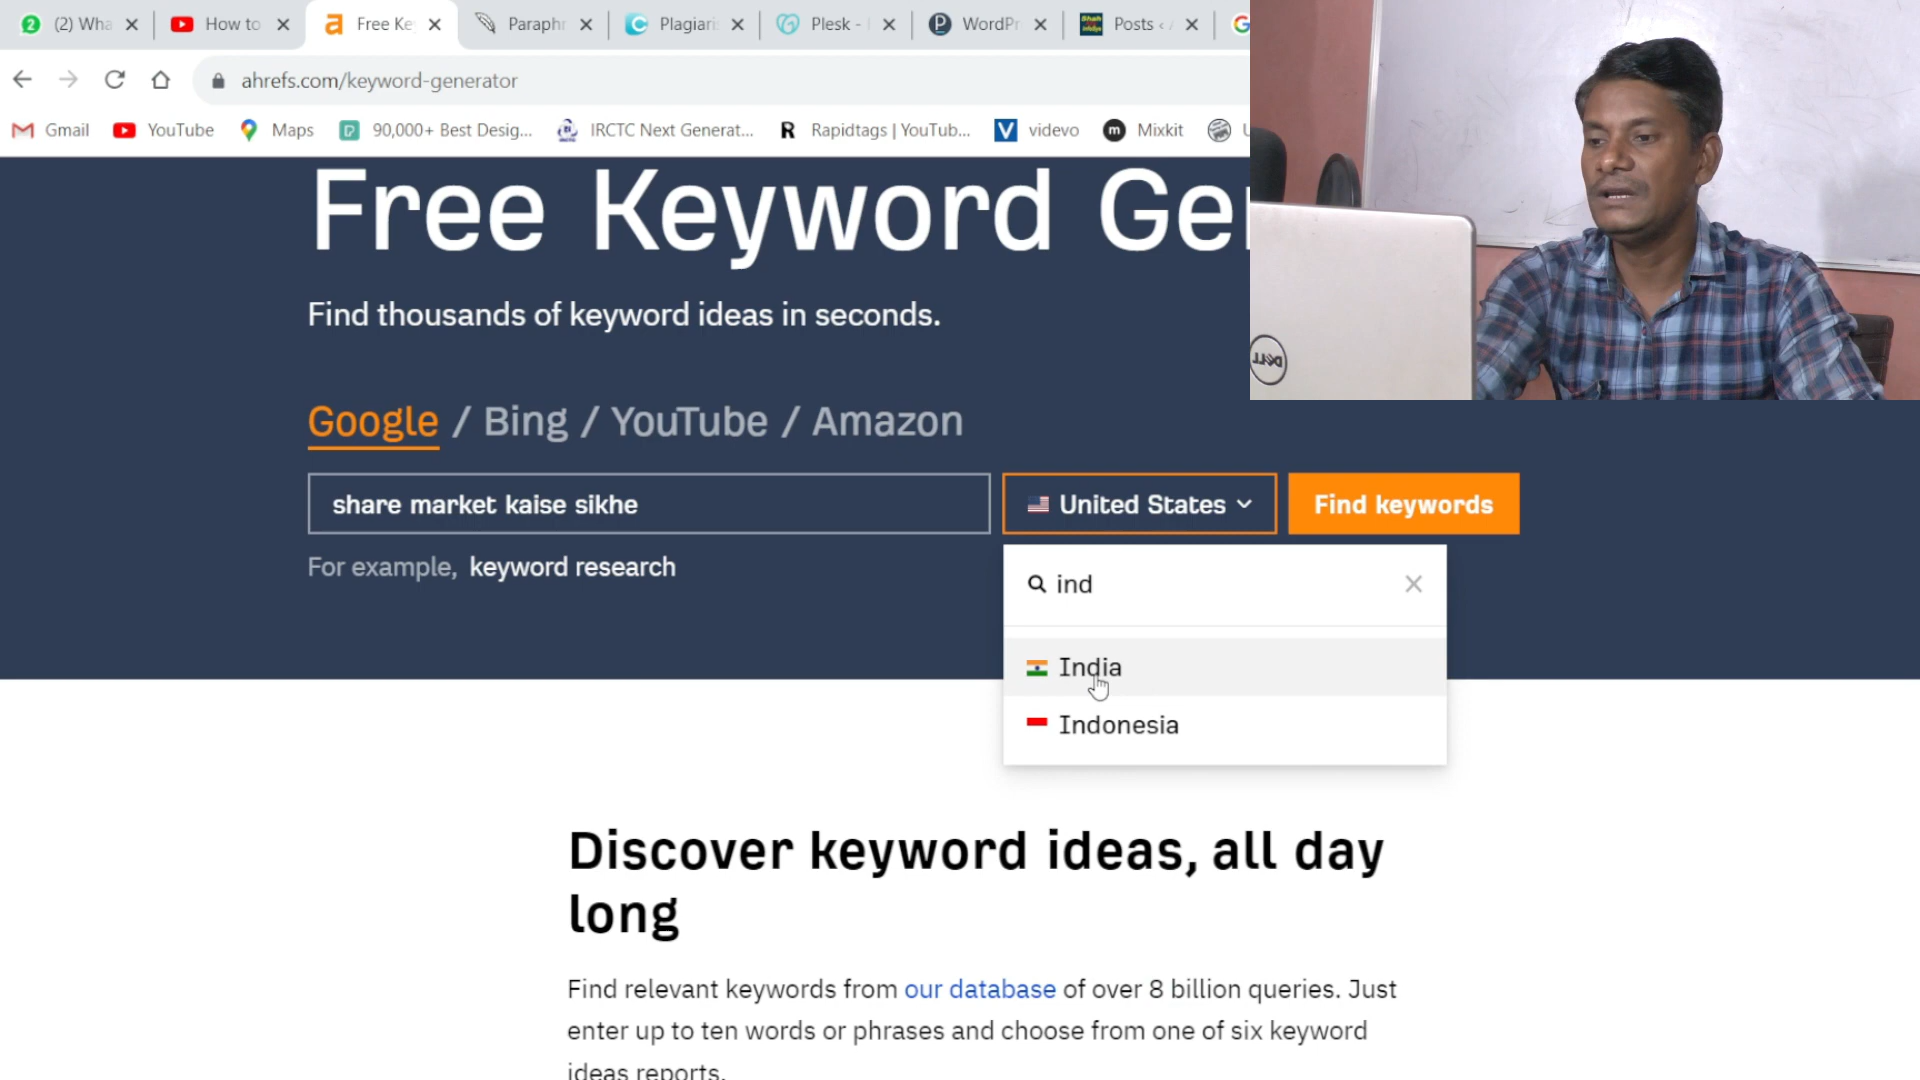 (2) Wha
How to
Free Ke
Paraphr
Plagiari
Plesk -
WordPr
Posts ‹
ahrefs.com/keyword-generator
Gmail
YouTube
Maps
90,000+ Best Desig...
IRCTC Next Generat...
Rapidtags | YouTub...
videvo
Mixkit
Free Keyword Ge
Find thousands of keyword ideas in seconds.
Google / Bing / YouTube / Amazon
share market kaise sikhe
United States
Find keywords
For example, keyword research
ind
India
Indonesia
DELL
Discover keyword ideas, all day
long
Find relevant keywords from our database of over 8 billion queries. Just
enter up to ten words or phrases and choose from one of six keyword
ideas reports.